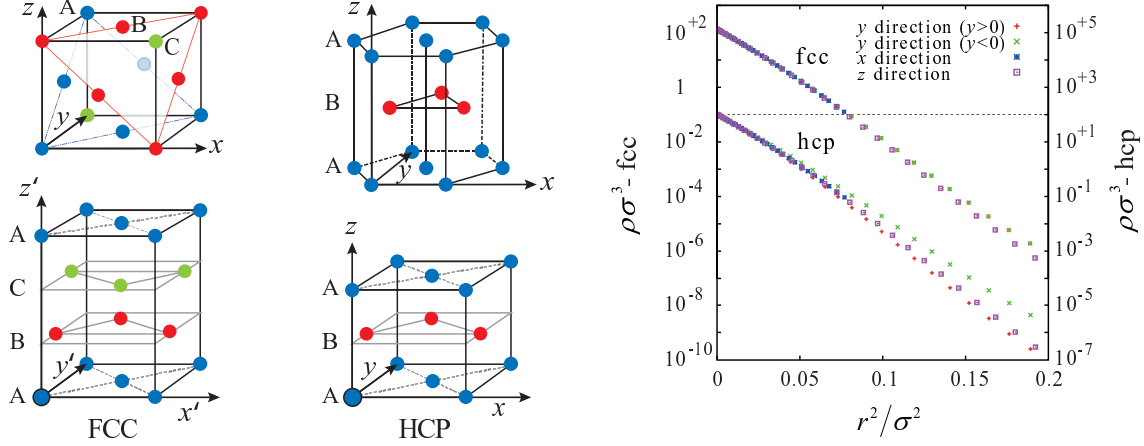 z
A
B
C
y
x
z
A
B
A
y
x
z'
A
C
B
A
y'
x'
FCC
z
A
B
A
y
x
HCP
ρσ³- fcc
10⁺²
1
10⁻²
10⁻⁴
10⁻⁶
10⁻⁸
10⁻¹⁰
y direction (y>0)
y direction (y<0)
x direction
z direction
fcc
hcp
10⁺⁵
10⁺³
10⁺¹
10⁻¹
10⁻³
10⁻⁵
10⁻⁷
ρσ³- hcp
0 0.05 0.1 0.15 0.2
r²/σ²